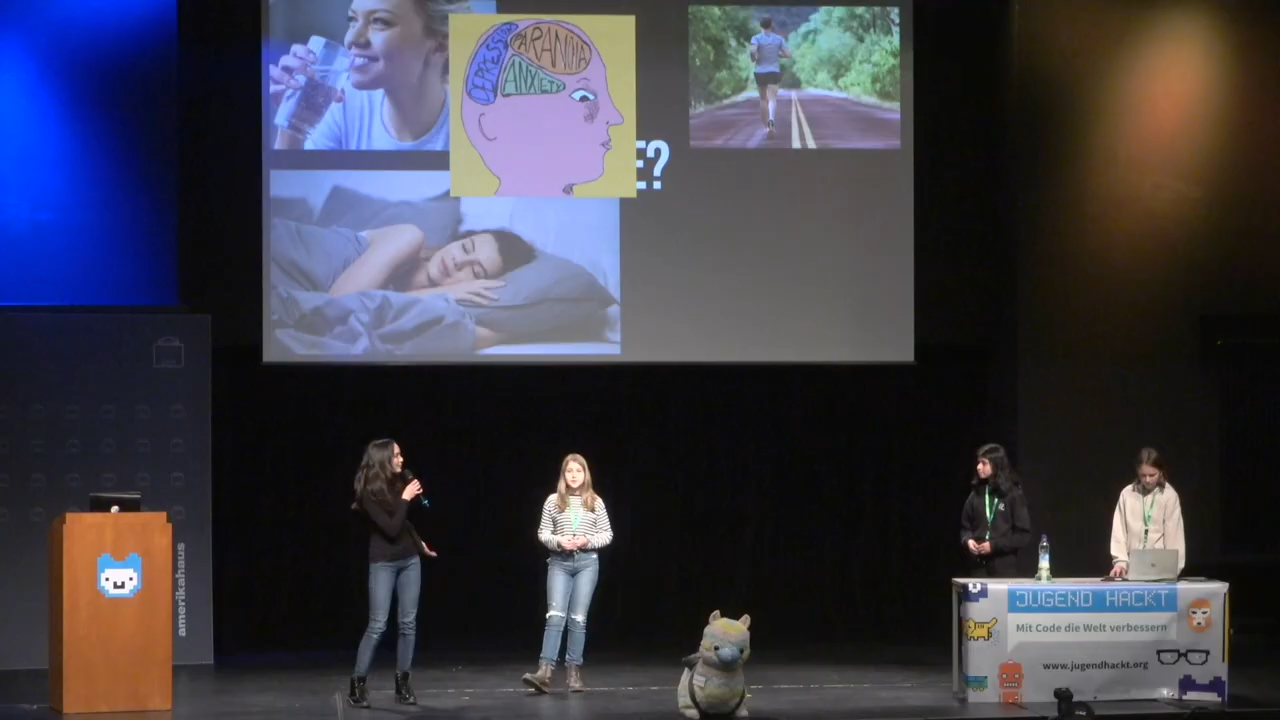 DEPRESSION
PARANOIA
ANXIETY
E?
amerikahaus
JUGEND HACKT
Mit Code die Welt verbessern
www.jugendhackt.org